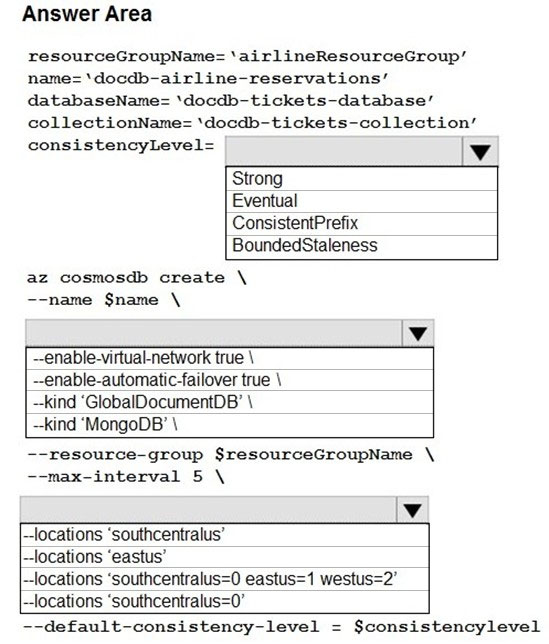 Answer Area
resourceGroupName=‘airlineResourceGroup’
name=‘docdb-airline-reservations’
databaseName=‘docdb-tickets-database’
collectionName=‘docdb-tickets-collection’
consistencyLevel=
Strong
Eventual
ConsistentPrefix
BoundedStaleness
az cosmosdb create \
--name $name \
--enable-virtual-network true \
--enable-automatic-failover true \
--kind ‘GlobalDocumentDB’ \
--kind ‘MongoDB’ \
--resource-group $resourceGroupName \
--max-interval 5 \
--locations ‘southcentralus’
--locations ‘eastus’
--locations ‘southcentralus=0 eastus=1 westus=2’
--locations ‘southcentralus=0’
--default-consistency-level = $consistencylevel